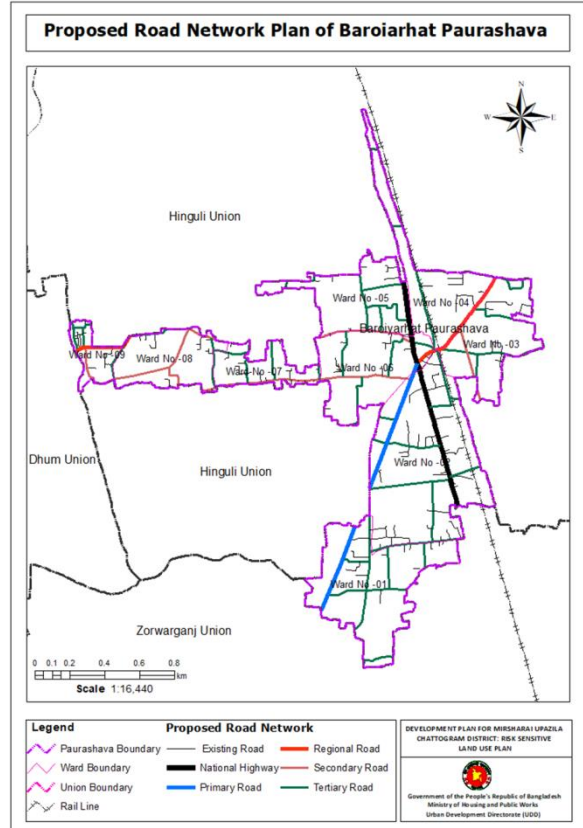 Proposed Road Network Plan of Baroiarhat Paurashava
N
W E
S
Hinguli Union
Ward No -05
Ward No -04
Baroiyarhat Paurashava
Ward No -03
Ward No -09
Ward No -08
Ward No -07
Ward No -06
Dhum Union
Hinguli Union
Ward No -02
Ward No -01
Zorwarganj Union
0 0.2 0.4 0.6 0.8
km
Scale 1:16,440
Legend
Paurashava Boundary
Ward Boundary
Union Boundary
Rail Line
Proposed Road Network
Existing Road
National Highway
Primary Road
Regional Road
Secondary Road
Tertiary Road
DEVELOPMENT PLAN FOR MIRSHARAI UPAZILA
CHATTOGRAM DISTRICT: RISK SENSITIVE
LAND USE PLAN
Government of the People's Republic of Bangladesh
Ministry of Housing and Public Works
Urban Development Directorate (UDD)